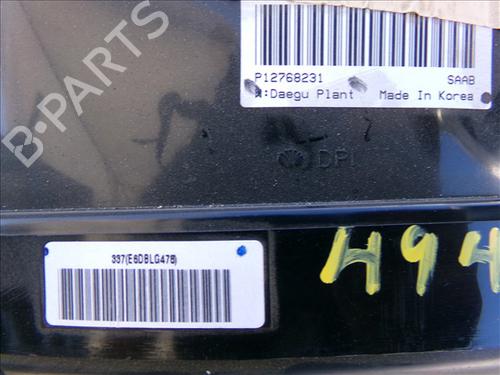 B-PARTS
P12768231 SAAB
M:Daegu Plant Made In Korea
DPI
337(E6DBLG478)
H94